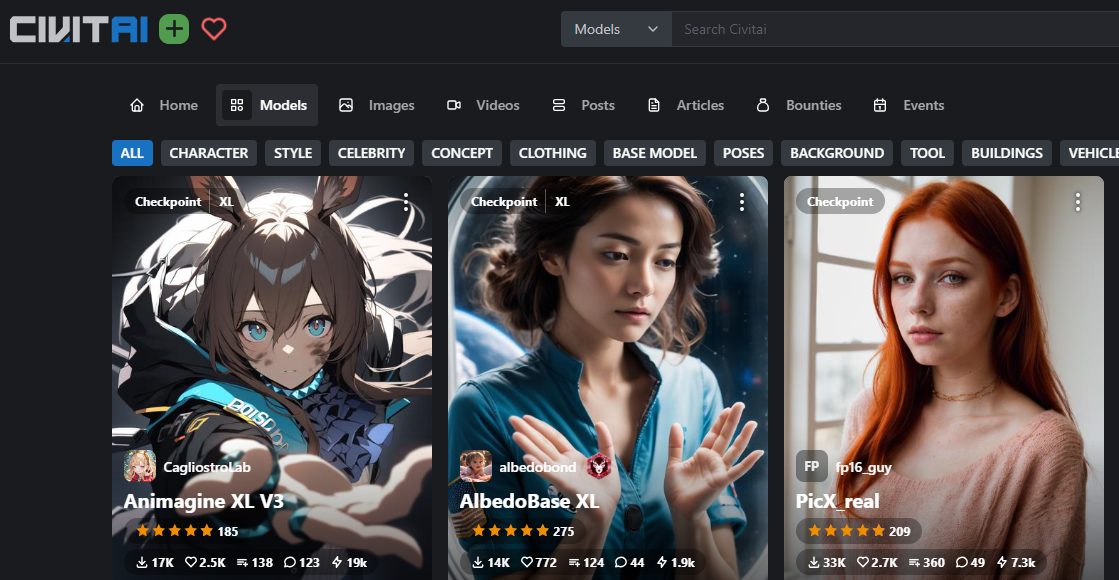 CIVITAI
Models
Search Civitai
Home Models Images Videos Posts Articles Bounties Events
ALL CHARACTER STYLE CELEBRITY CONCEPT CLOTHING BASE MODEL POSES BACKGROUND TOOL BUILDINGS VEHICLE
Checkpoint XL
CagliostroLab
Animagine XL V3
185
17K 2.5K 138 123 19k
Checkpoint XL
albedobond
AlbedoBase XL
275
14K 772 124 44 1.9k
Checkpoint
FP fp16_guy
PicX_real
209
33K 2.7K 360 49 7.3k